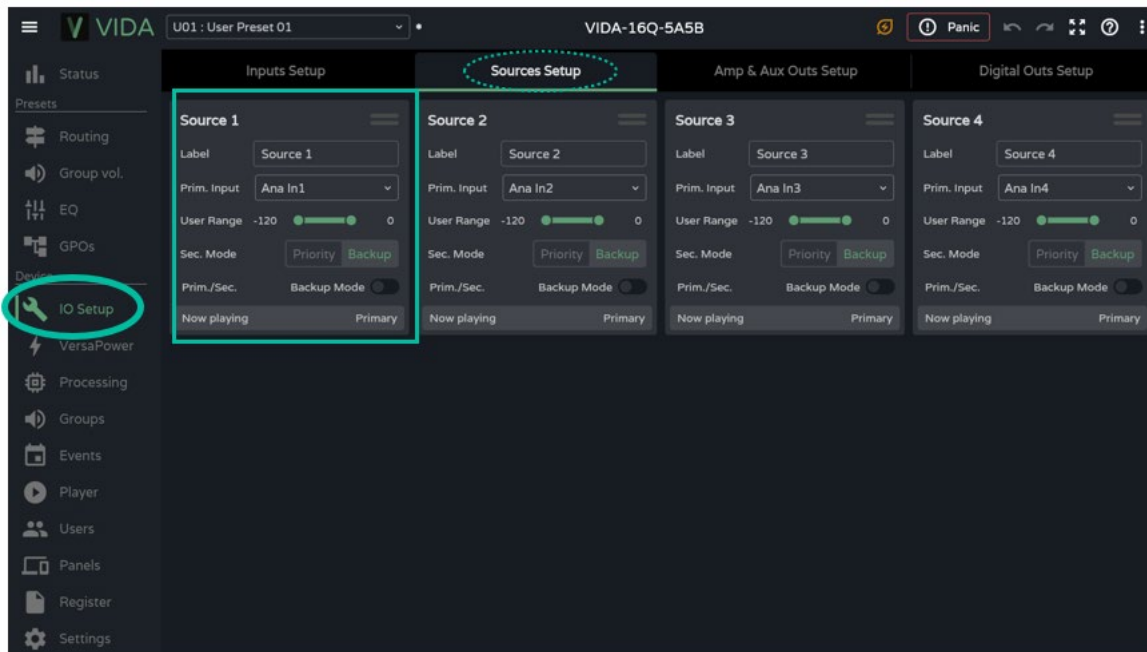 VIDA U01 : User Preset 01 VIDA-16Q-5A5B Panic
Status
Presets
Routing
Group vol.
EQ
GPOs
Device
IO Setup
VersaPower
Processing
Groups
Events
Player
Users
Panels
Register
Settings
Inputs Setup Sources Setup Amp & Aux Outs Setup Digital Outs Setup
Source 1
Label Source 1
Prim. Input Ana In1
User Range -120 0
Sec. Mode Priority Backup
Prim./Sec. Backup Mode
Now playing Primary
Source 2
Label Source 2
Prim. Input Ana In2
User Range -120 0
Sec. Mode Priority Backup
Prim./Sec. Backup Mode
Now playing Primary
Source 3
Label Source 3
Prim. Input Ana In3
User Range -120 0
Sec. Mode Priority Backup
Prim./Sec. Backup Mode
Now playing Primary
Source 4
Label Source 4
Prim. Input Ana In4
User Range -120 0
Sec. Mode Priority Backup
Prim./Sec. Backup Mode
Now playing Primary